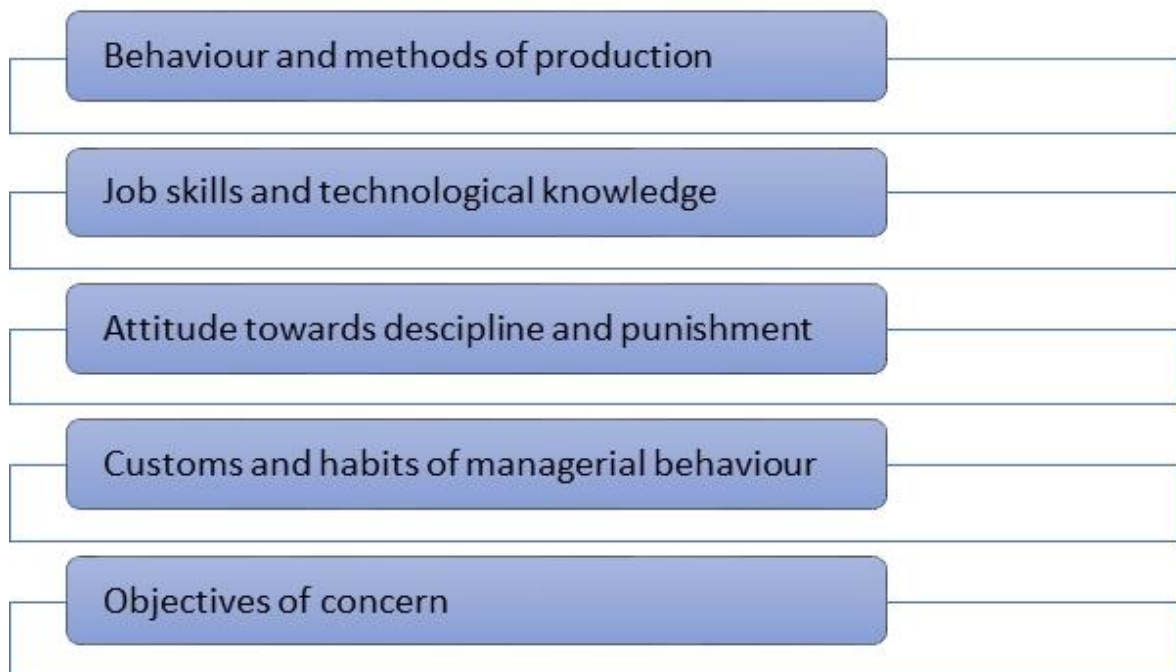 Behaviour and methods of production
Job skills and technological knowledge
Attitude towards descipline and punishment
Customs and habits of managerial behaviour
Objectives of concern